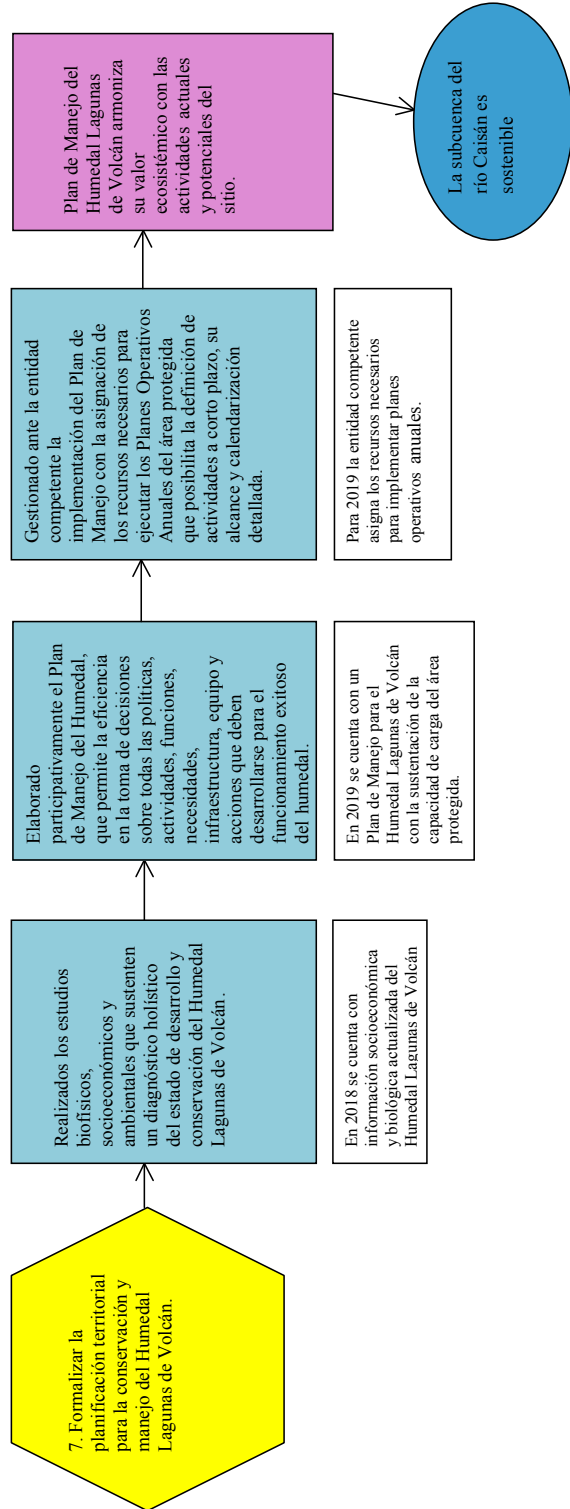 7. Formalizar la
planificación territorial
para la conservación y
manejo del Humedal
Lagunas de Volcán.
Realizados los estudios
biofísicos,
socioeconómicos y
ambientales que sustenten
un diagnóstico holístico
del estado de desarrollo y
conservación del Humedal
Lagunas de Volcán.
En 2018 se cuenta con
información socioeconómica
y biológica actualizada del
Humedal Lagunas de Volcán
Elaborado
participativamente el Plan
de Manejo del Humedal,
que permite la eficiencia
en la toma de decisiones
sobre todas las políticas,
actividades, funciones,
necesidades,
infraestructura, equipo y
acciones que deben
desarrollarse para el
funcionamiento exitoso
del humedal.
En 2019 se cuenta con un
Plan de Manejo para el
Humedal Lagunas de Volcán
con la sustentación de la
capacidad de carga del área
protegida.
Gestionado ante la entidad
competente la
implementación del Plan de
Manejo con la asignación de
los recursos necesarios para
ejecutar los Planes Operativos
Anuales del área protegida
que posibilita la definición de
actividades a corto plazo, su
alcance y calendarización
detallada.
Para 2019 la entidad competente
asigna los recursos necesarios
para implementar planes
operativos anuales.
Plan de Manejo del
Humedal Lagunas
de Volcán armoniza
su valor
ecosistémico con las
actividades actuales
y potenciales del
sitio.
La subcuenca del
río Caisán es
sostenible